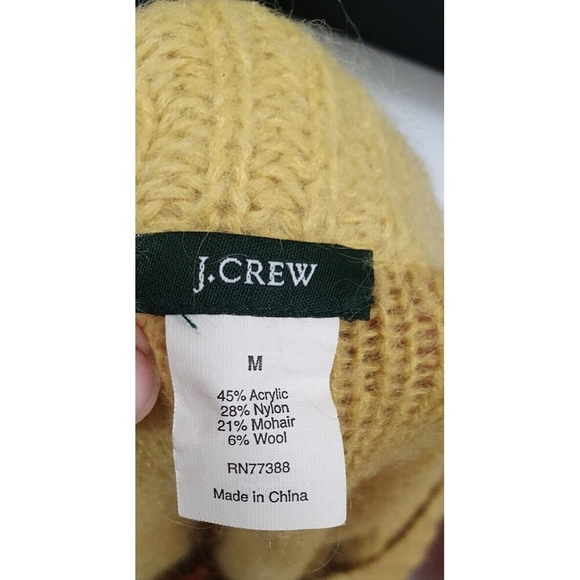 J.CREW
M
45% Acrylic
28% Nylon
21% Mohair
6% Wool
RN77388
Made in China